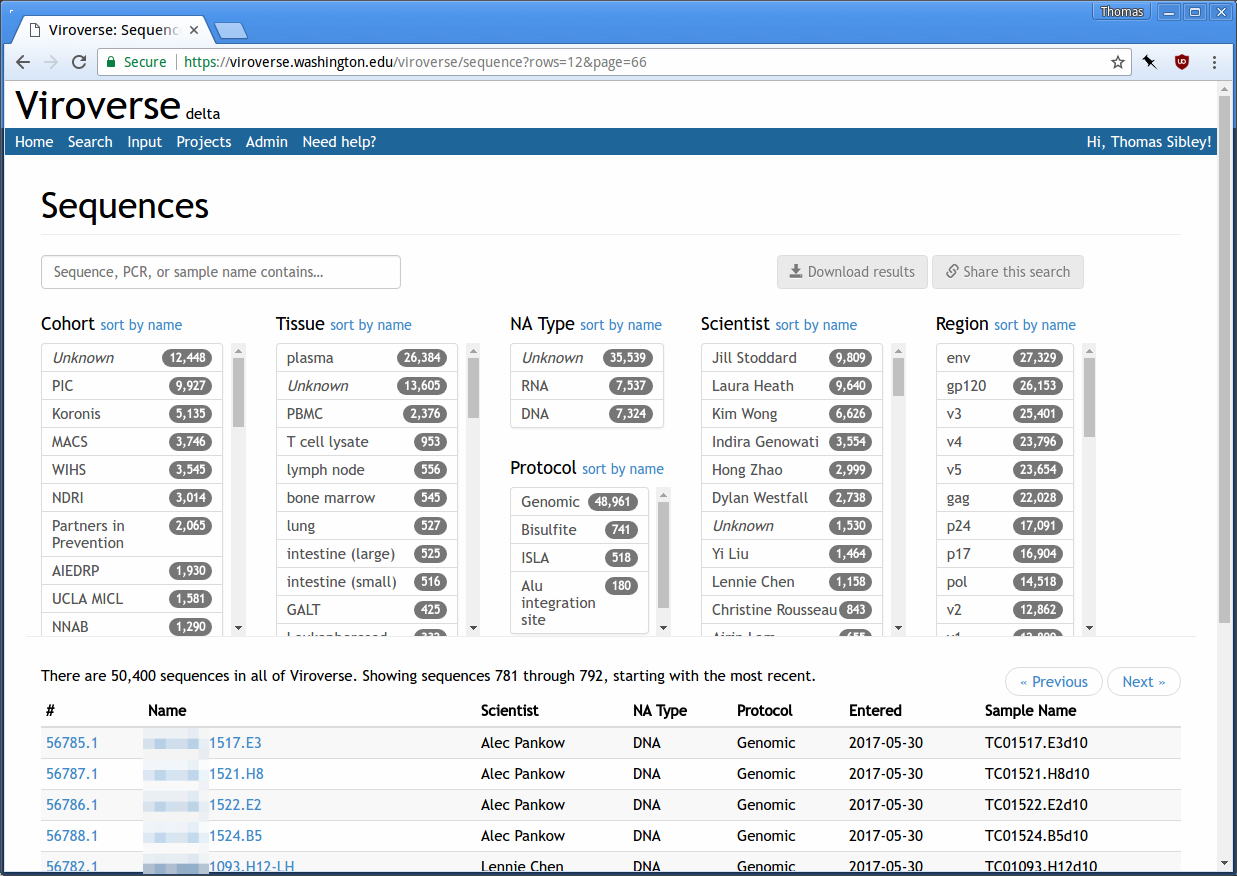 Thomas
Viroverse: Sequenc
Secure https://viroverse.washington.edu/viroverse/sequence?rows=12&page=66
Viroverse delta
Home Search Input Projects Admin Need help? Hi, Thomas Sibley!
Sequences
Sequence, PCR, or sample name contains... Download results Share this search
Cohort sort by name
Unknown 12,448
PIC 9,927
Koronis 5,135
MACS 3,746
WIHS 3,545
NDRI 3,014
Partners in 2,065
Prevention
AIEDRP 1,930
UCLA MICL 1,581
NNAB 1,290
Tissue sort by name
plasma 26,384
Unknown 13,605
PBMC 2,376
T cell lysate 953
lymph node 556
bone marrow 545
lung 527
intestine (large) 525
intestine (small) 516
GALT 425
NA Type sort by name
Unknown 35,539
RNA 7,537
DNA 7,324
Protocol sort by name
Genomic 48,961
Bisulfite 741
ISLA 518
Alu 180
integration
site
Scientist sort by name
Jill Stoddard 9,809
Laura Heath 9,640
Kim Wong 6,626
Indira Genowati 3,554
Hong Zhao 2,999
Dylan Westfall 2,738
Unknown 1,530
Yi Liu 1,464
Lennie Chen 1,158
Christine Rousseau 843
Region sort by name
env 27,329
gp120 26,153
v3 25,401
v4 23,796
v5 23,654
gag 22,028
p24 17,091
p17 16,904
pol 14,518
v2 12,862
There are 50,400 sequences in all of Viroverse. Showing sequences 781 through 792, starting with the most recent. « Previous Next »
# Name Scientist NA Type Protocol Entered Sample Name
56785.1 1517.E3 Alec Pankow DNA Genomic 2017-05-30 TC01517.E3d10
56787.1 1521.H8 Alec Pankow DNA Genomic 2017-05-30 TC01521.H8d10
56786.1 1522.E2 Alec Pankow DNA Genomic 2017-05-30 TC01522.E2d10
56788.1 1524.B5 Alec Pankow DNA Genomic 2017-05-30 TC01524.B5d10
56782.1 1093.H12-LH Lennie Chen DNA Genomic 2017-05-30 TC01093.H12d10